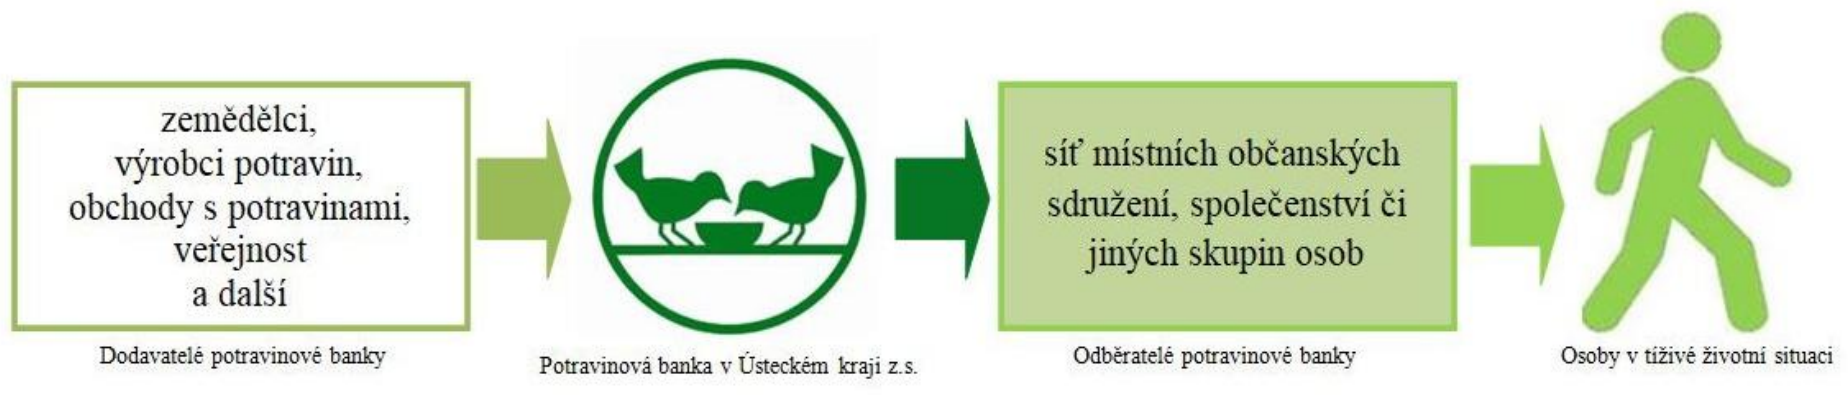 zemědělci,
výrobci potravin,
obchody s potravinami,
veřejnost
a další
Dodavatelé potravinové banky
Potravinová banka v Ústeckém kraji z.s.
síť místních občanských
sdružení, společenství či
jiných skupin osob
Odběratelé potravinové banky
Osoby v tíživé životní situaci